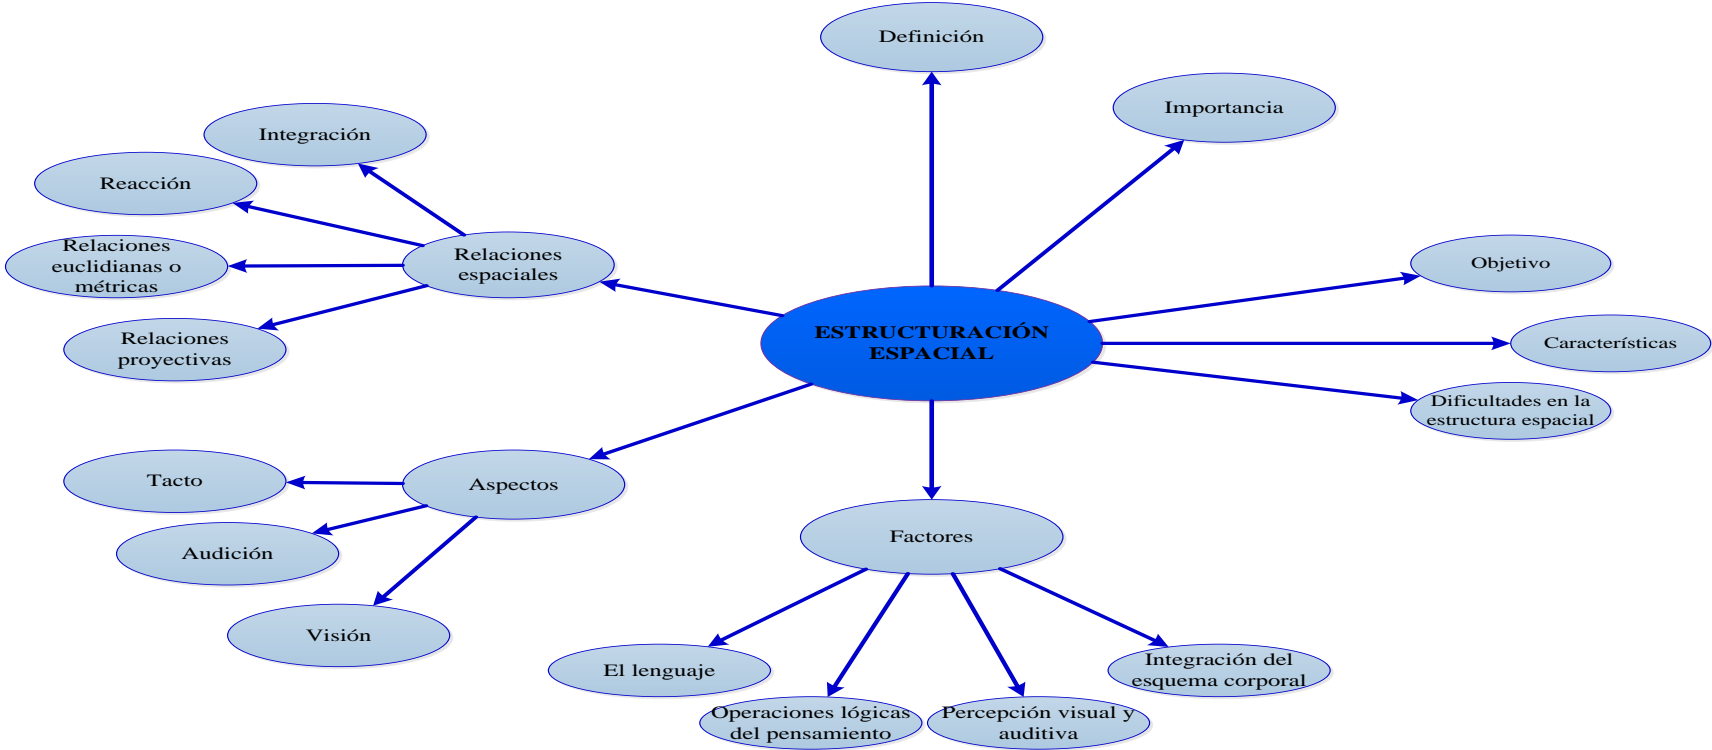 Definición
Importancia
Integración
Reacción
Relaciones
euclidianas o
métricas
Relaciones
espaciales
Relaciones
proyectivas
Objetivo
ESTRUCTURACIÓN
ESPACIAL
Características
Dificultades en la
estructura espacial
Tacto
Aspectos
Audición
Visión
Factores
El lenguaje
Operaciones lógicas
del pensamiento
Percepción visual y
auditiva
Integración del
esquema corporal